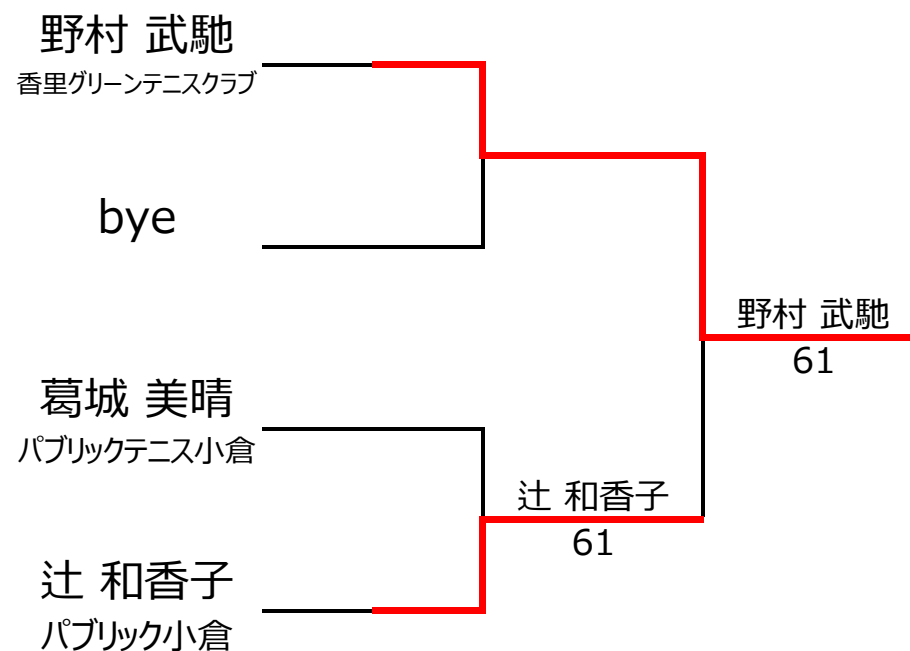 野村 武馳
香里グリーンテニスクラブ
bye
葛城 美晴
パブリックテニス小倉
辻 和香子
パブリック小倉
辻 和香子
61
野村 武馳
61